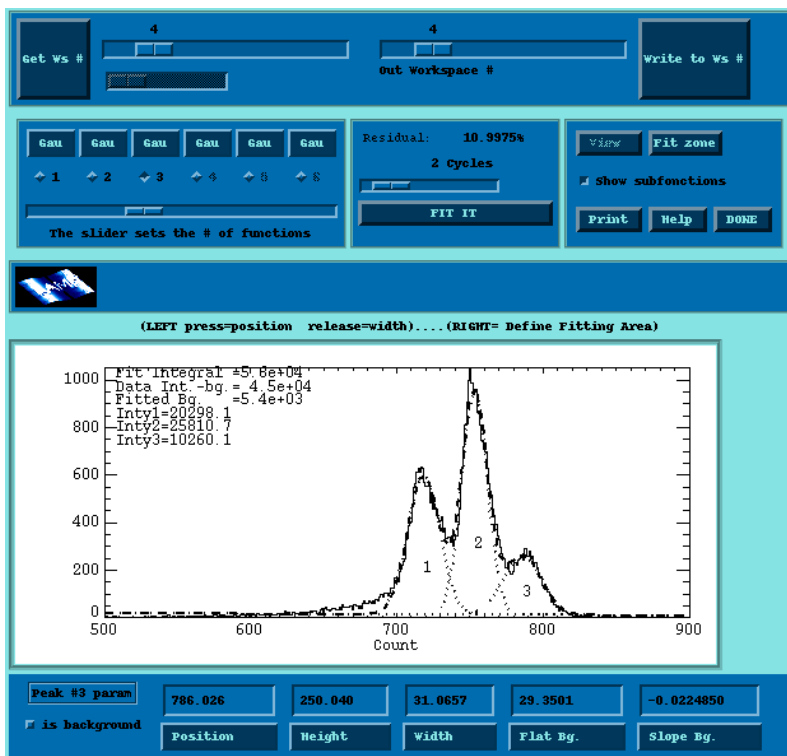 4 4
Get Ws # Write to Ws #
Out Workspace #
Gau Gau Gau Gau Gau Gau
1 2 3 4 5 6
The slider sets the # of functions
Residual: 10.9975%
2 Cycles
FIT IT
View Fit zone
Show subfonctions
Print Help DONE
(LEFT press=position release=width)....(RIGHT= Define Fitting Area)
Fit Integral =5.6e+04
Data Int.-bg.= 4.5e+04
Fitted Bg. =5.4e+03
Inty1=20298.1
Inty2=25810.7
Inty3=10260.1
1000
800
600
400
200
0
1 2 3
500 600 700 800 900
Count
Peak #3 param 786.026 250.040 31.0657 29.3501 -0.0224850
is background Position Height Width Flat Bg. Slope Bg.